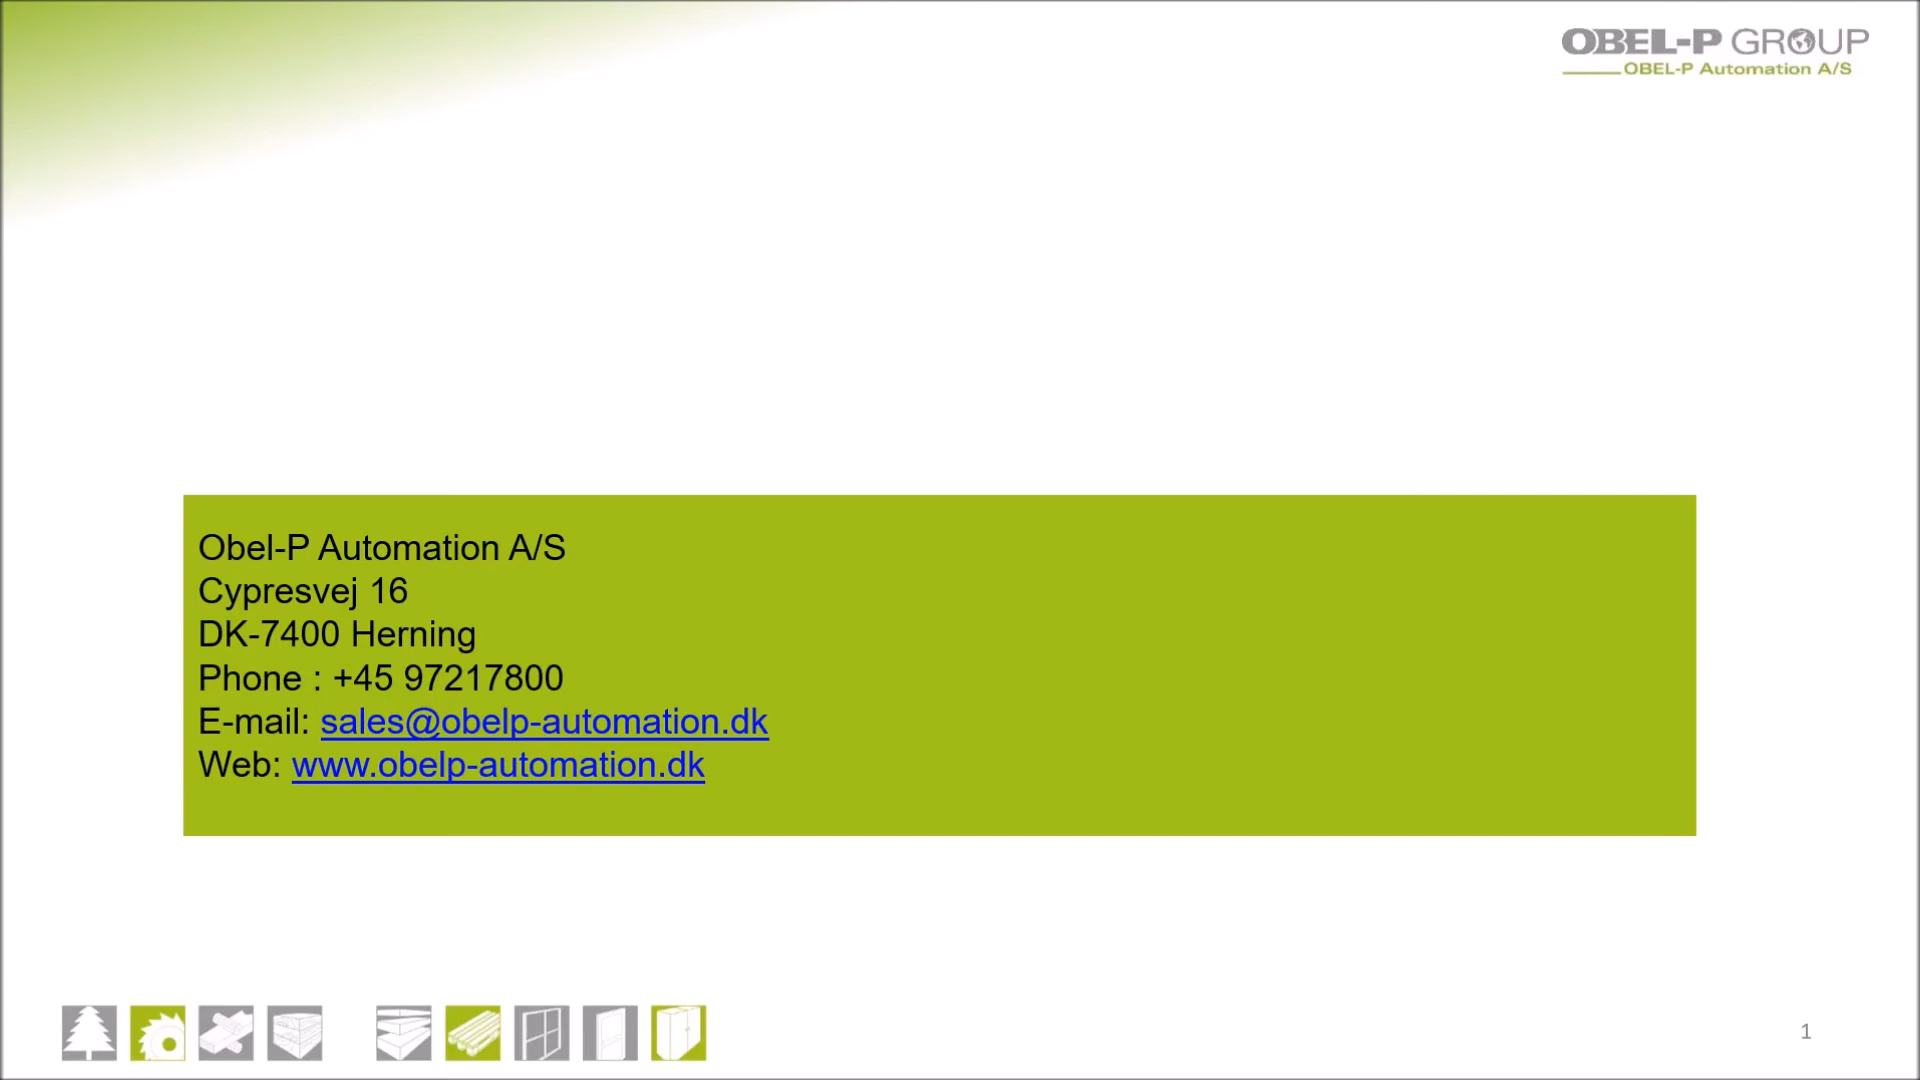 OBEL-P GROUP
OBEL-P Automation A/S
Obel-P Automation A/S
Cypresvej 16
DK-7400 Herning
Phone : +45 97217800
E-mail: sales@obelp-automation.dk
Web: www.obelp-automation.dk
1